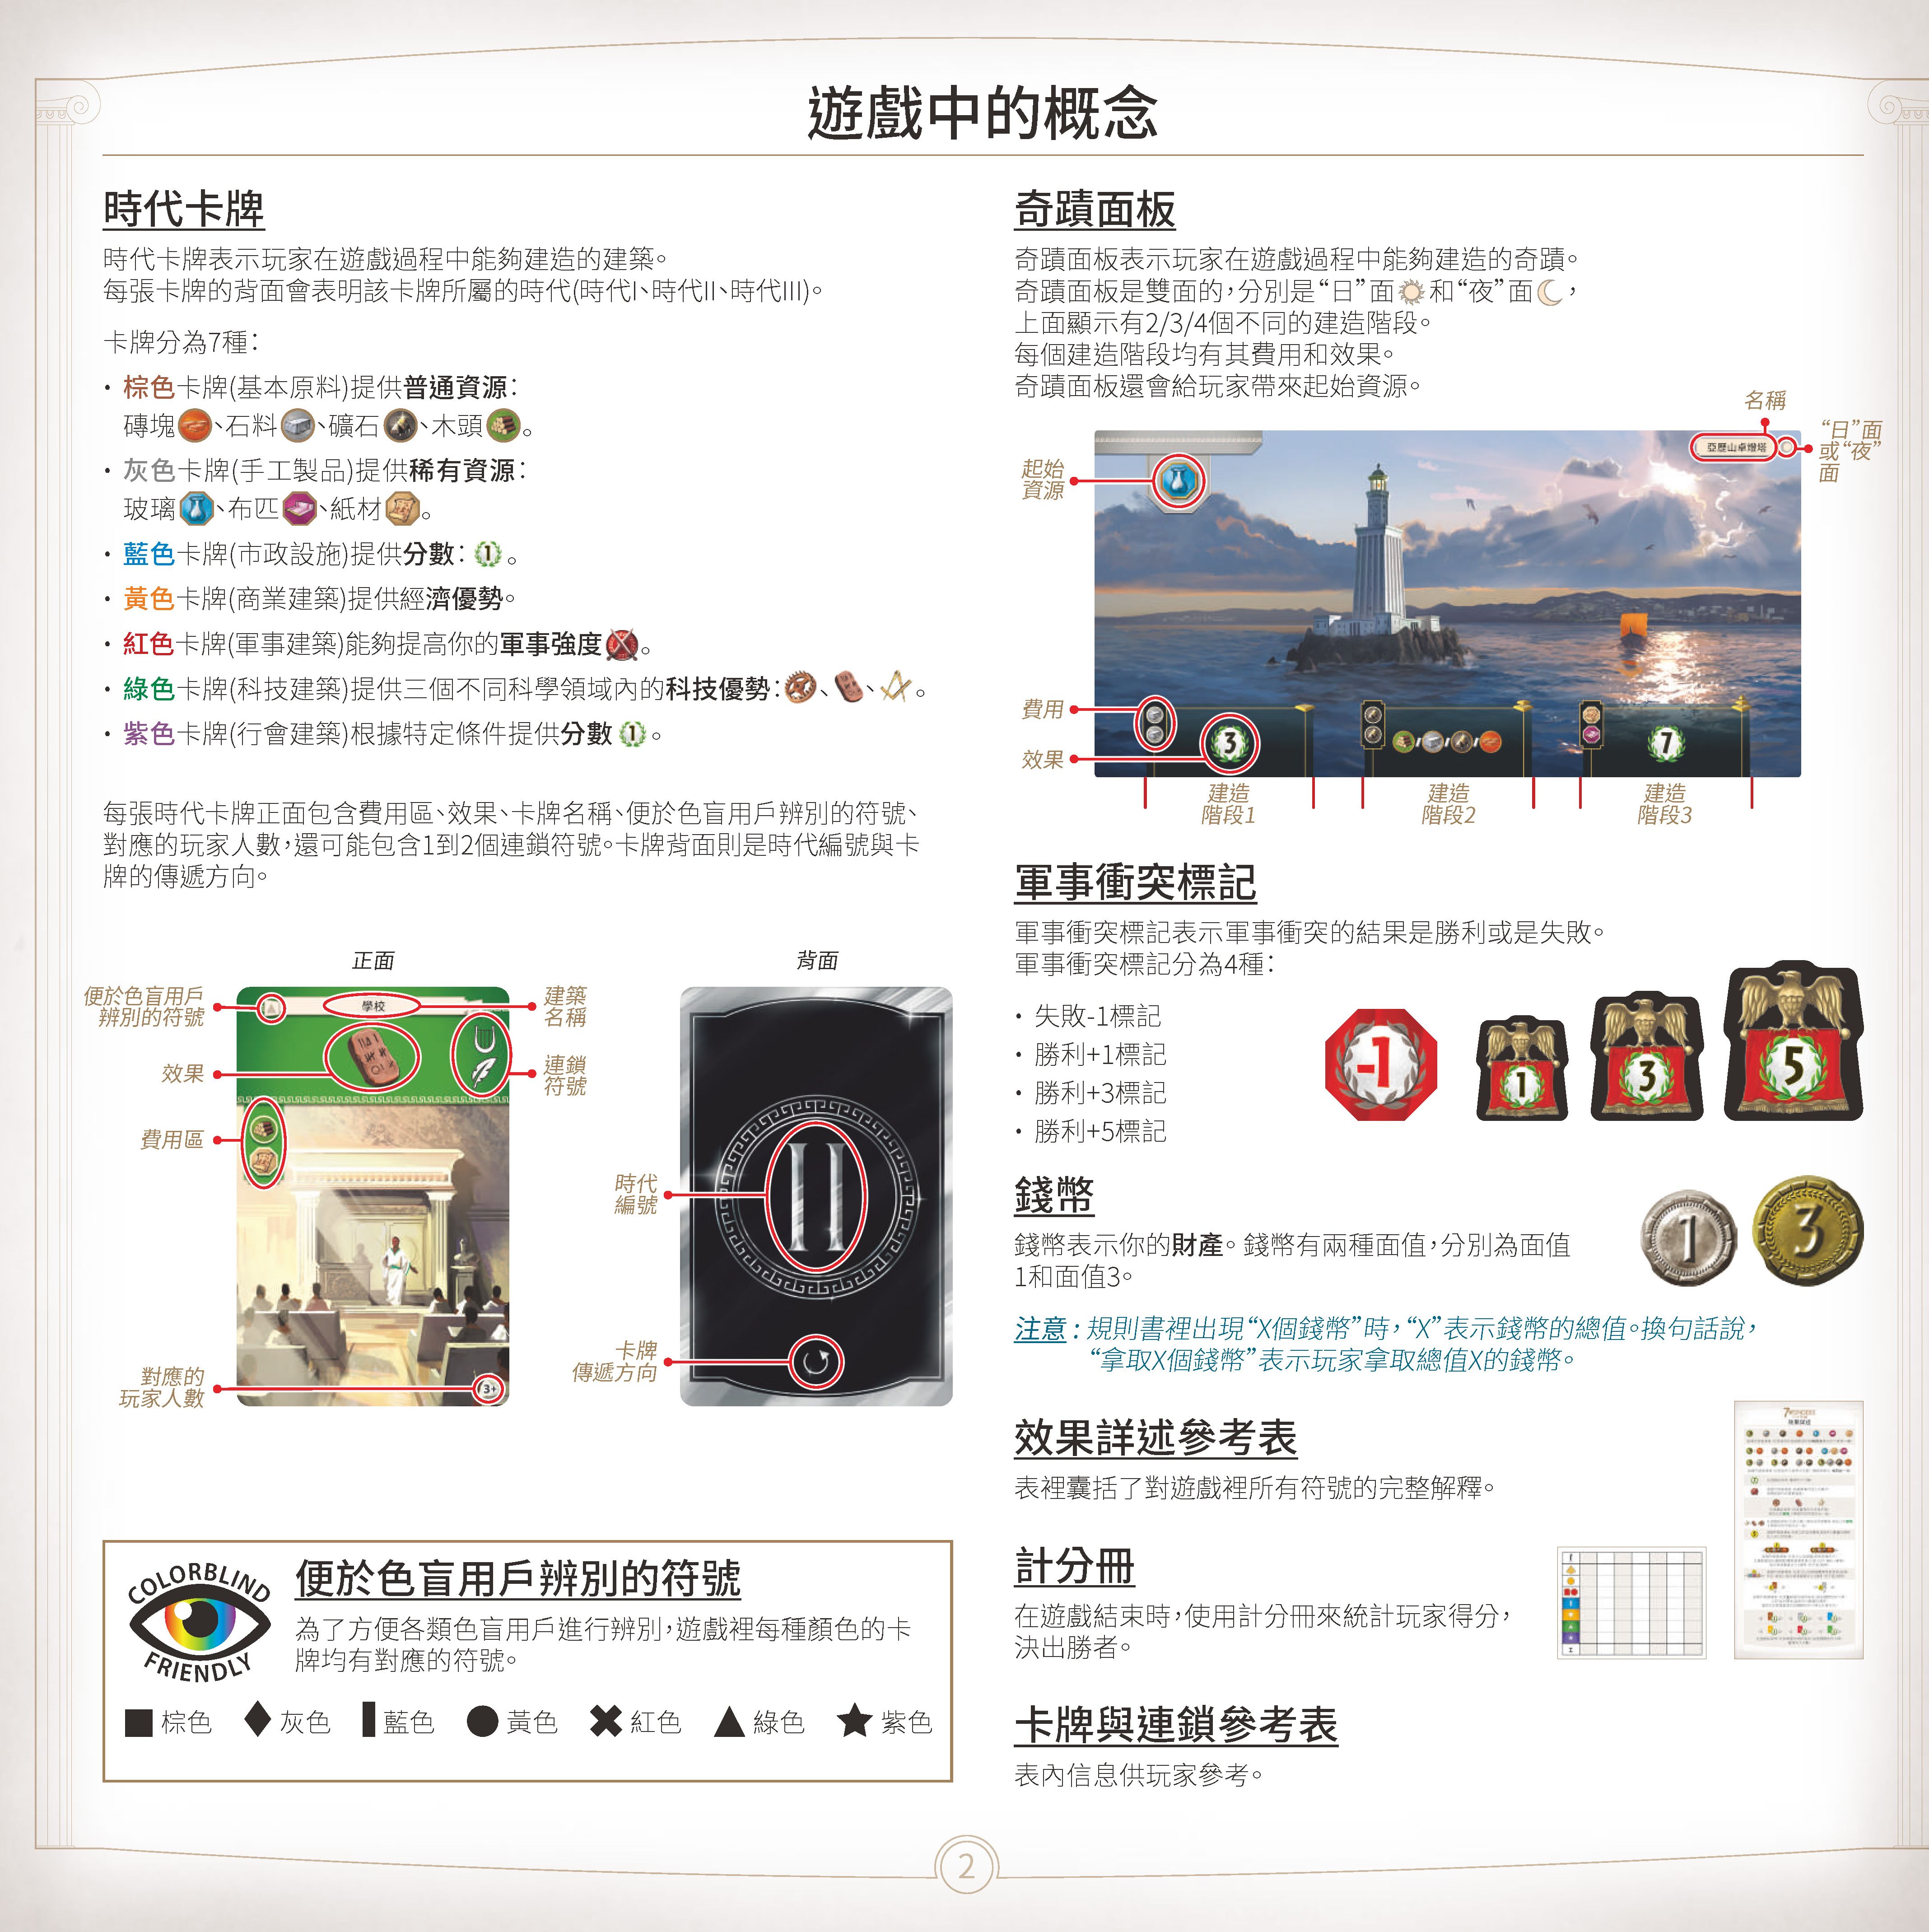 遊戲中的概念
時代卡牌
時代卡牌表示玩家在遊戲過程中能夠建造的建築。
每張卡牌的背面會表明該卡牌所屬的時代(時代I、時代II、時代III)。
卡牌分為7種：
• 棕色卡牌(基本原料)提供普通資源：
磚塊、石料、礦石、木頭。
• 灰色卡牌(手工製品)提供稀有資源：
玻璃、布匹、紙材。
• 藍色卡牌(市政設施)提供分數：1。
• 黃色卡牌(商業建築)提供經濟優勢。
• 紅色卡牌(軍事建築)能夠提高你的軍事強度。
• 綠色卡牌(科技建築)提供三個不同科學領域內的科技優勢：、、。
• 紫色卡牌(行會建築)根據特定條件提供分數1。
每張時代卡牌正面包含費用區、效果、卡牌名稱、便於色盲用戶辨別的符號、
對應的玩家人數，還可能包含1到2個連鎖符號。卡牌背面則是時代編號與卡
牌的傳遞方向。
正面
便於色盲用戶
辨別的符號
學校
建築
名稱
效果
連鎖
符號
費用區
對應的
玩家人數
3+
背面
時代
編號
II
卡牌
傳遞方向
COLORBLIND
FRIENDLY
便於色盲用戶辨別的符號
為了方便各類色盲用戶進行辨別，遊戲裡每種顏色的卡
牌均有對應的符號。
■ 棕色 ♦ 灰色 ▮ 藍色 ● 黃色 ✖ 紅色 ▲ 綠色 ★ 紫色
奇蹟面板
奇蹟面板表示玩家在遊戲過程中能夠建造的奇蹟。
奇蹟面板是雙面的，分別是“日”面和“夜”面，
上面顯示有2/3/4個不同的建造階段。
每個建造階段均有其費用和效果。
奇蹟面板還會給玩家帶來起始資源。
名稱
“日”面
或“夜”
面
亞歷山卓燈塔
起始
資源
費用
效果
3
/ / /
7
建造
階段1
建造
階段2
建造
階段3
軍事衝突標記
軍事衝突標記表示軍事衝突的結果是勝利或是失敗。
軍事衝突標記分為4種：
• 失敗-1標記
• 勝利+1標記
• 勝利+3標記
• 勝利+5標記
-1
1
3
5
錢幣
錢幣表示你的財產。錢幣有兩種面值，分別為面值
1和面值3。
1
3
注意：規則書裡出現“X個錢幣”時，“X”表示錢幣的總值。換句話說，
“拿取X個錢幣”表示玩家拿取總值X的錢幣。
效果詳述參考表
表裡囊括了對遊戲裡所有符號的完整解釋。
計分冊
在遊戲結束時，使用計分冊來統計玩家得分，
決出勝者。
卡牌與連鎖參考表
表內信息供玩家參考。
2